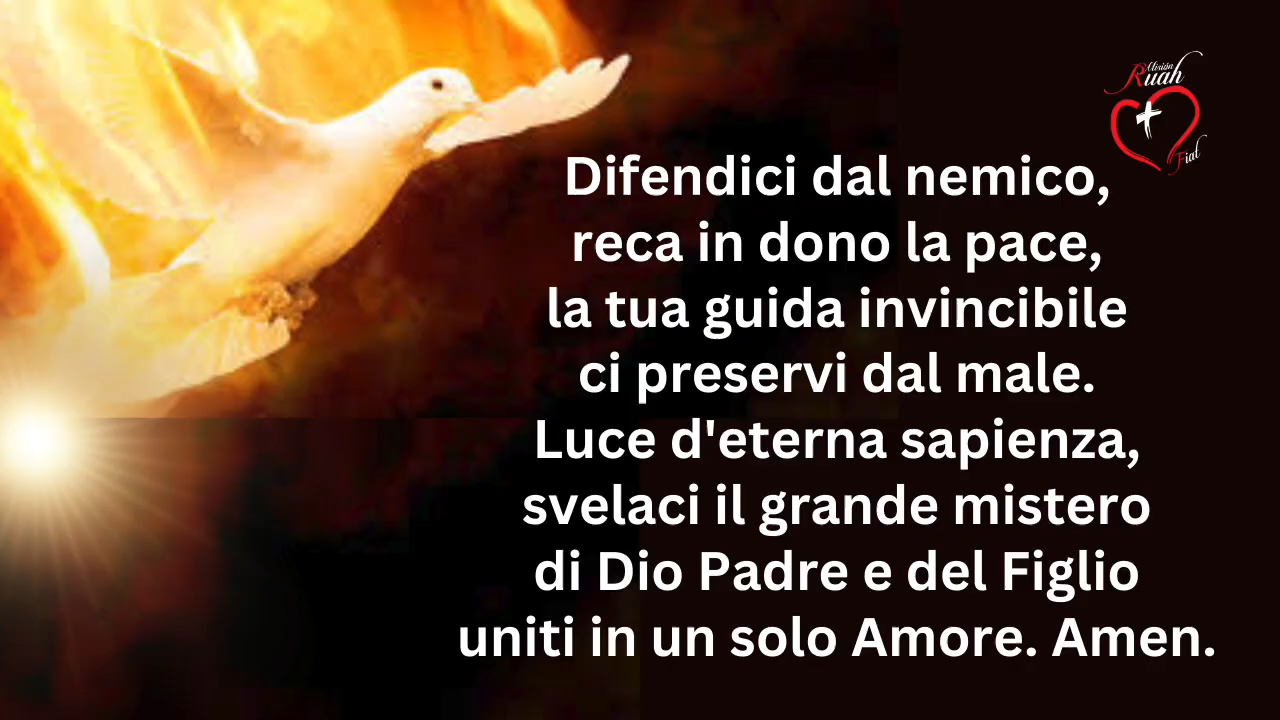 Misión
Ruah
Fiat
Difendici dal nemico,
reca in dono la pace,
la tua guida invincibile
ci preservi dal male.
Luce d'eterna sapienza,
svelaci il grande mistero
di Dio Padre e del Figlio
uniti in un solo Amore. Amen.